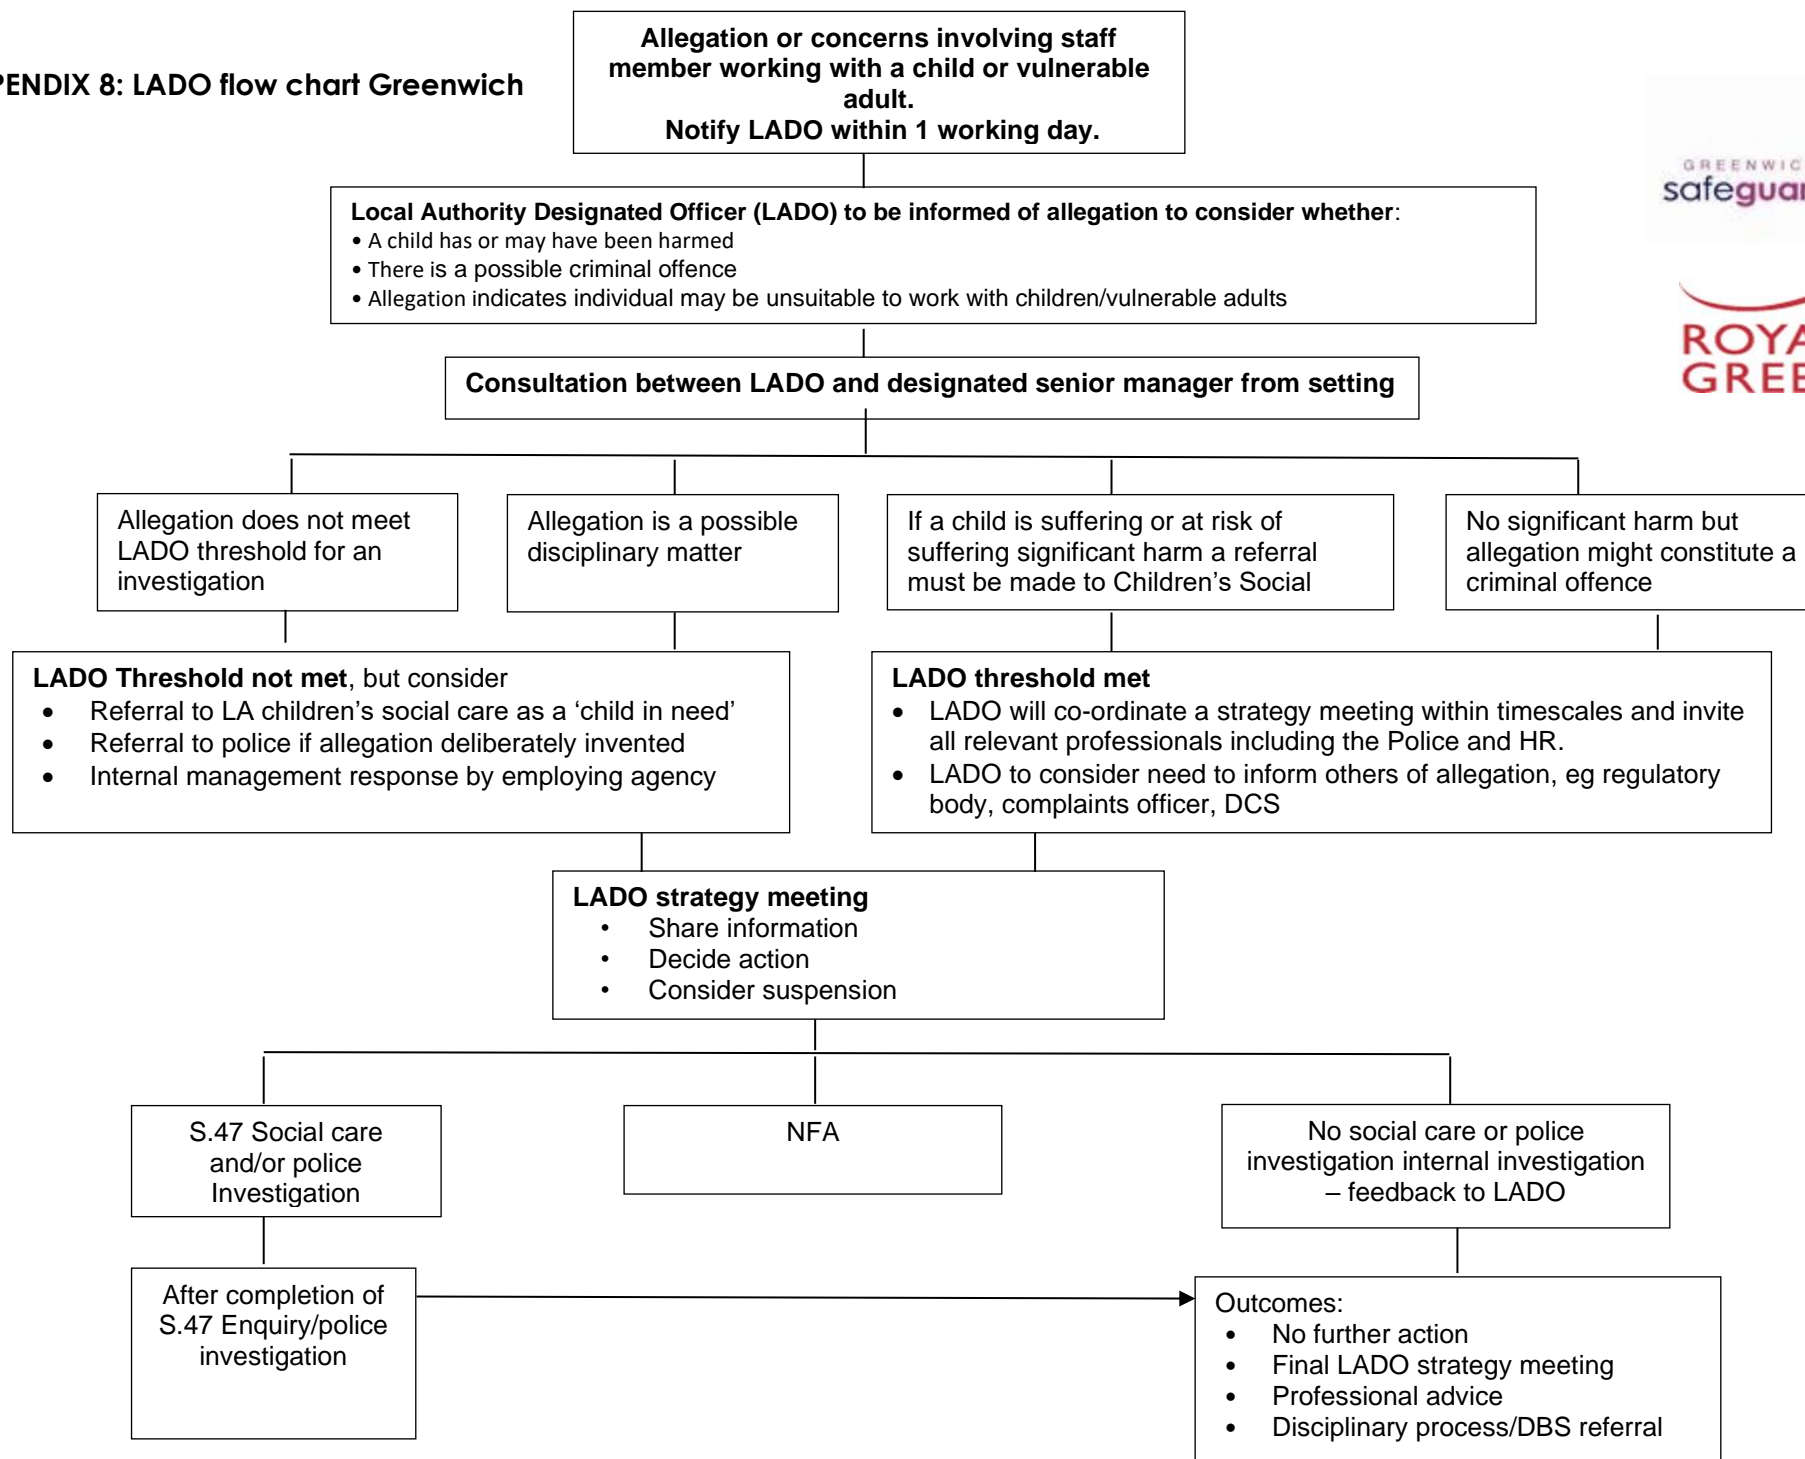 PENDIX 8: LADO flow chart Greenwich
Allegation or concerns involving staff
member working with a child or vulnerable
adult.
Notify LADO within 1 working day.
GREENWIC
safeguar
ROYA
GREE
Local Authority Designated Officer (LADO) to be informed of allegation to consider whether:
• A child has or may have been harmed
• There is a possible criminal offence
• Allegation indicates individual may be unsuitable to work with children/vulnerable adults
Consultation between LADO and designated senior manager from setting
Allegation does not meet
LADO threshold for an
investigation
Allegation is a possible
disciplinary matter
If a child is suffering or at risk of
suffering significant harm a referral
must be made to Children’s Social
No significant harm but
allegation might constitute a
criminal offence
LADO Threshold not met, but consider
• Referral to LA children’s social care as a ‘child in need’
• Referral to police if allegation deliberately invented
• Internal management response by employing agency
LADO threshold met
• LADO will co-ordinate a strategy meeting within timescales and invite
all relevant professionals including the Police and HR.
• LADO to consider need to inform others of allegation, eg regulatory
body, complaints officer, DCS
LADO strategy meeting
• Share information
• Decide action
• Consider suspension
S.47 Social care
and/or police
Investigation
NFA
No social care or police
investigation internal investigation
– feedback to LADO
After completion of
S.47 Enquiry/police
investigation
Outcomes:
• No further action
• Final LADO strategy meeting
• Professional advice
• Disciplinary process/DBS referral